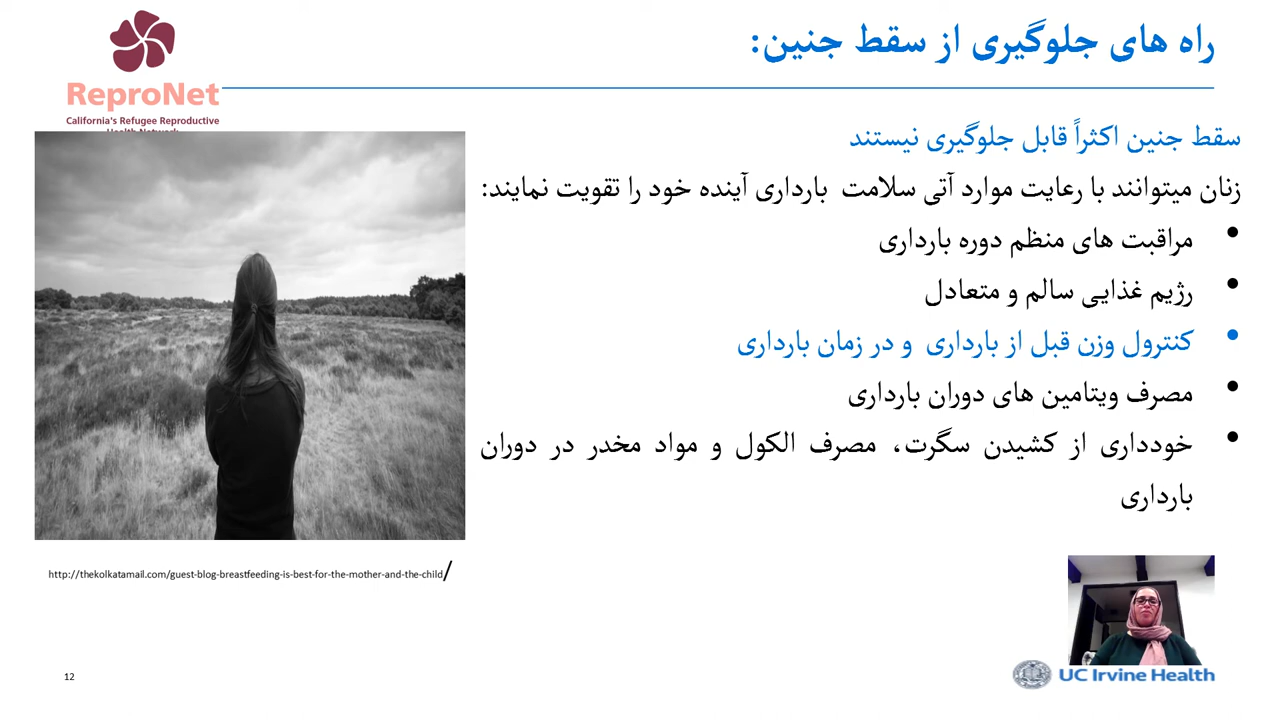 راه های جلوگیری از سقط جنین:
ReproNet
California's Refugee Reproductive
Health Network
سقط جنین اکثراً قابل جلوگیری نیستند
زنان میتوانند با رعایت موارد آتی سلامت بارداری آینده خود را تقویت نمایند:
• مراقبت های منظم دوره بارداری
• رژیم غذایی سالم و متعادل
• کنترول وزن قبل از بارداری و در زمان بارداری
• مصرف ویتامین های دوران بارداری
• خودداری از کشیدن سگرت، مصرف الکول و مواد مخدر در دوران
بارداری
http://thekolkatamail.com/guest-blog-breastfeeding-is-best-for-the-mother-and-the-child/
12
UC Irvine Health